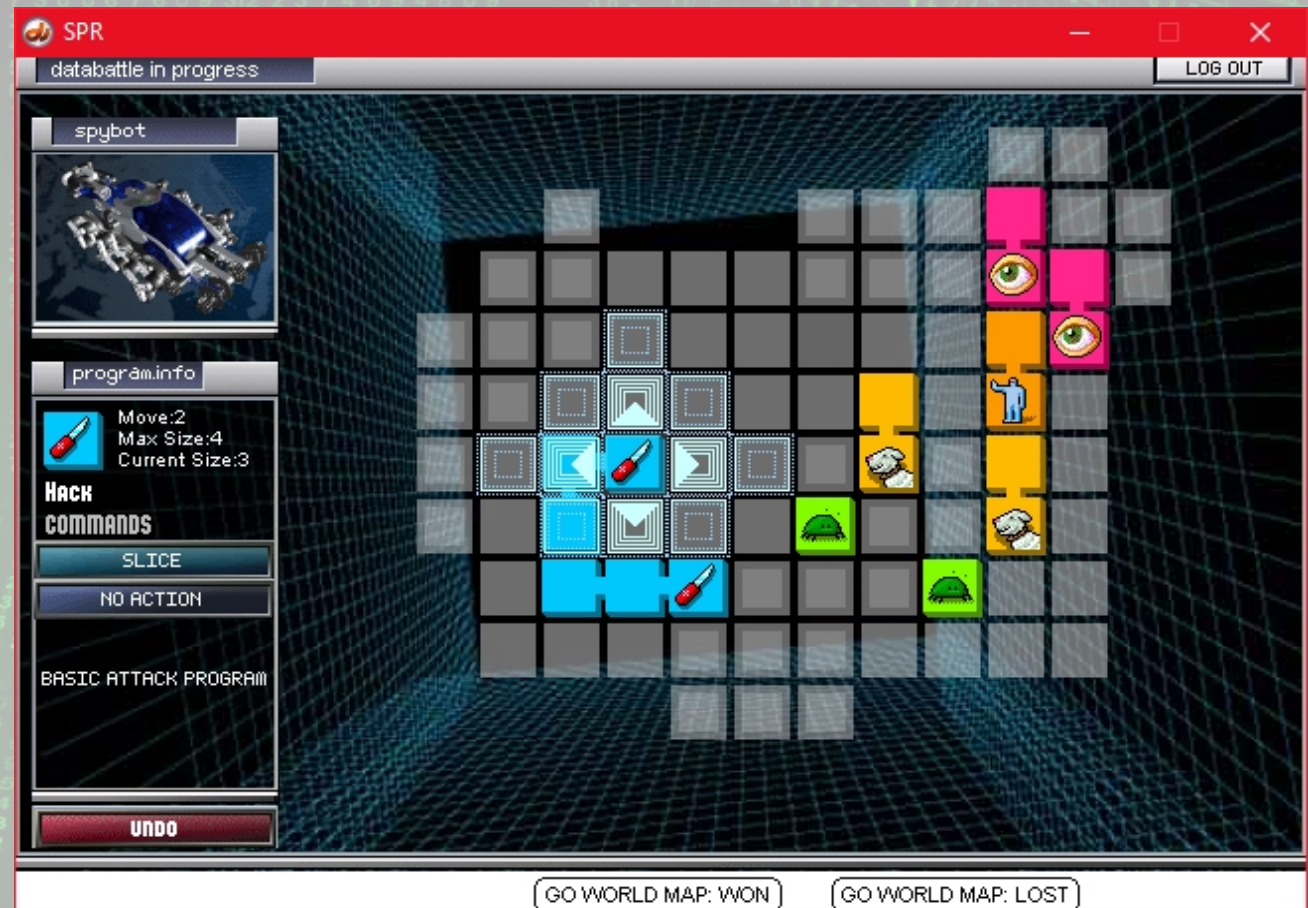 SPR
databattle in progress
LOG OUT
spybot
program.info
Move:2
Max Size:4
Current Size:3
HACK
COMMANDS
SLICE
NO ACTION
BASIC ATTACK PROGRAM
UNDO
GO WORLD MAP: WON
GO WORLD MAP: LOST